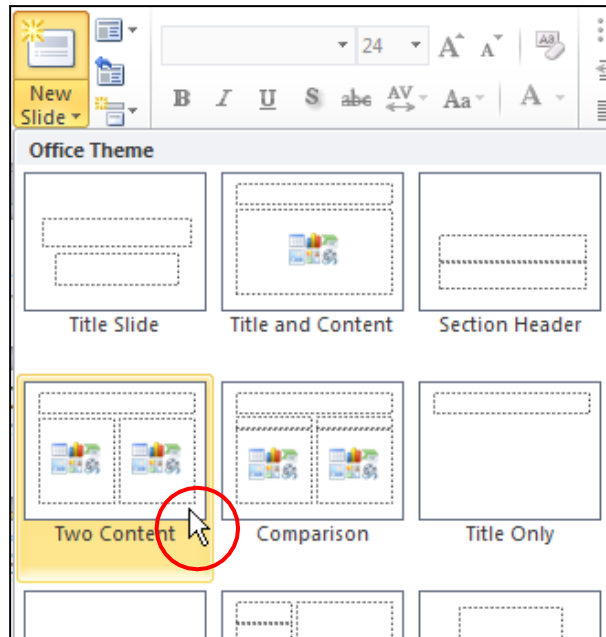 24 A A Aa
New
Slide
B I U S abc AV Aa A
Office Theme
Title Slide Title and Content Section Header
Two Content Comparison Title Only